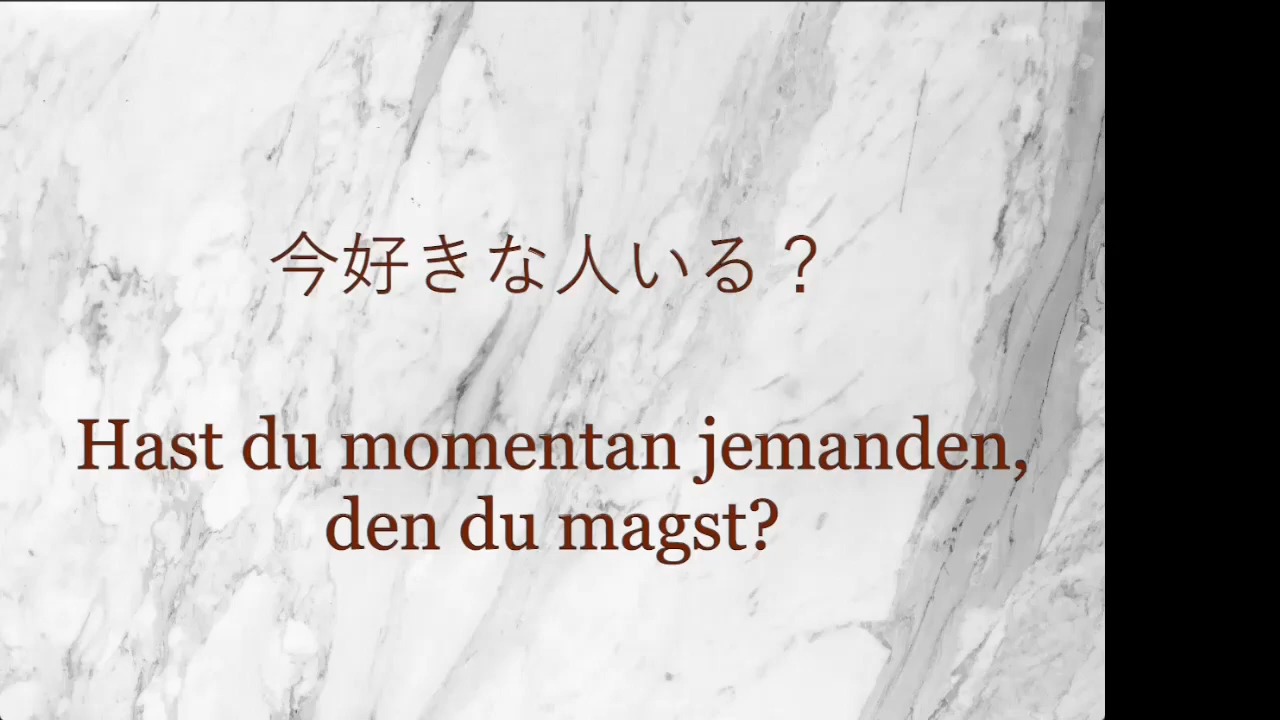 今好きな人いる？
Hast du momentan jemanden,
den du magst?